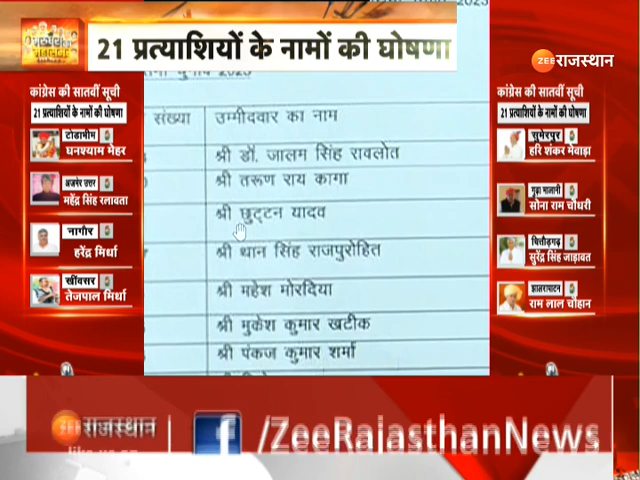 21 प्रत्याशियों के नामों की घोषणा
ZEE राजस्थान
कांग्रेस की सातवीं सूची
21 प्रत्याशियों के नामों की घोषणा
टोडाभीम
घनश्याम मेहर
अजमेर उत्तर
महेंद्र सिंह रलावता
नागौर
हरेंद्र मिर्धा
खींवसर
तेजपाल मिर्धा
संख्या उम्मीदवार का नाम
श्री डॉ. जालम सिंह रावलोत
श्री तरूण राय कागा
श्री छुट्टन यादव
श्री थान सिंह राजपुरोहित
श्री महेश मोरदिया
श्री मुकेश कुमार खटीक
श्री पंकज कुमार शर्मा
कांग्रेस की सातवीं सूची
21 प्रत्याशियों के नामों की घोषणा
सुमेरपुर
हरि शंकर मेवाड़ा
गुढ़ा मालानी
सोना राम चौधरी
चित्तौड़गढ़
सुरेंद्र सिंह जाड़ावत
झालरापाटन
राम लाल चौहान
राजस्थान
f /ZeeRajasthanNews